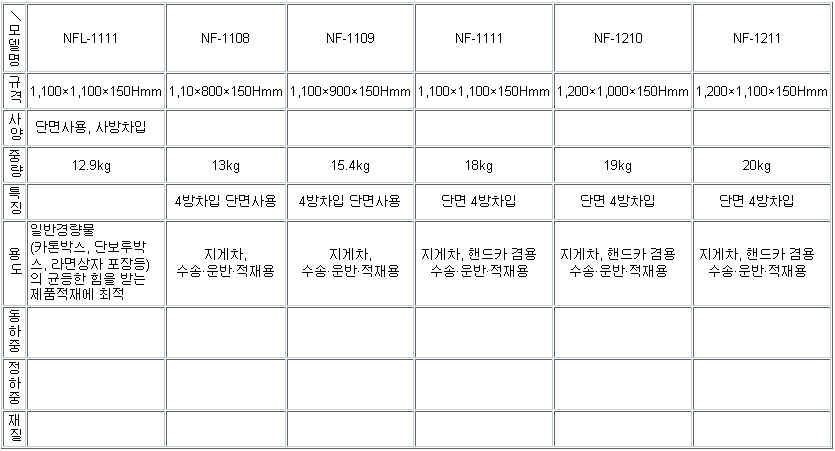 \모델명 NFL-1111 NF-1108 NF-1109 NF-1111 NF-1210 NF-1211
규격 1,100×1,100×150Hmm 1,10×800×150Hmm 1,100×900×150Hmm 1,100×1,100×150Hmm 1,200×1,000×150Hmm 1,200×1,100×150Hmm
사양 단면사용, 사방차입
중량 12.9kg 13kg 15.4kg 18kg 19kg 20kg
특징 4방차입 단면사용 4방차입 단면사용 단면 4방차입 단면 4방차입 단면 4방차입
용도
일반경량물
(카톤박스, 단보루박
스, 라면상자 포장등)
의 균등한 힘을 받는
제품적재에 최적
지게차,
수송·운반·적재용
지게차,
수송·운반·적재용
지게차, 핸드카 겸용
수송·운반·적재용
지게차, 핸드카 겸용
수송·운반·적재용
지게차, 핸드카 겸용
수송·운반·적재용
동하중
정하중
재질